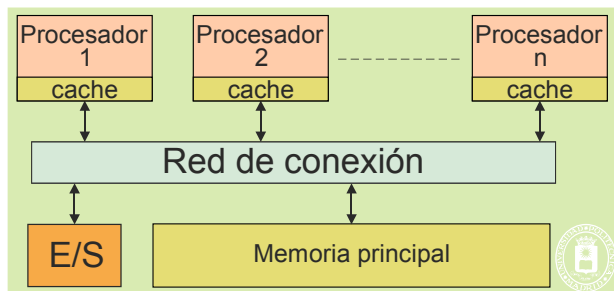 Procesador
1
cache
Procesador
2
cache
Procesador
n
cache
Red de conexión
E/S
Memoria principal